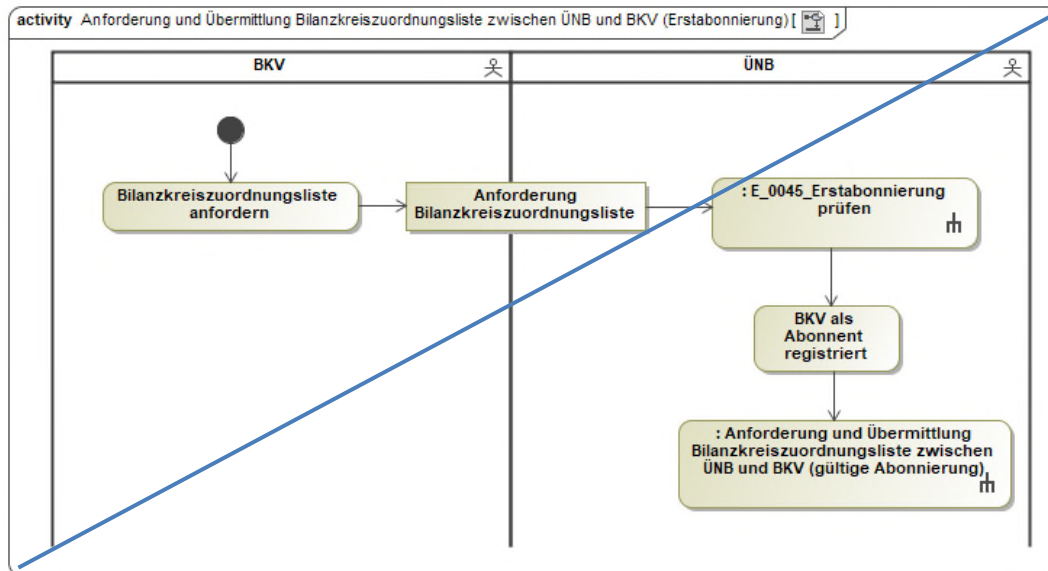 activity Anforderung und Übermittlung Bilanzkreiszuordnungsliste zwischen ÜNB und BKV (Erstabonnierung) [ ]
BKV
ÜNB
Bilanzkreiszuordnungsliste
anfordern
Anforderung
Bilanzkreiszuordnungsliste
: E_0045_Erstabonnierung
prüfen
BKV als
Abonnent
registriert
: Anforderung und Übermittlung
Bilanzkreiszuordnungsliste zwischen
ÜNB und BKV (gültige Abonnierung)